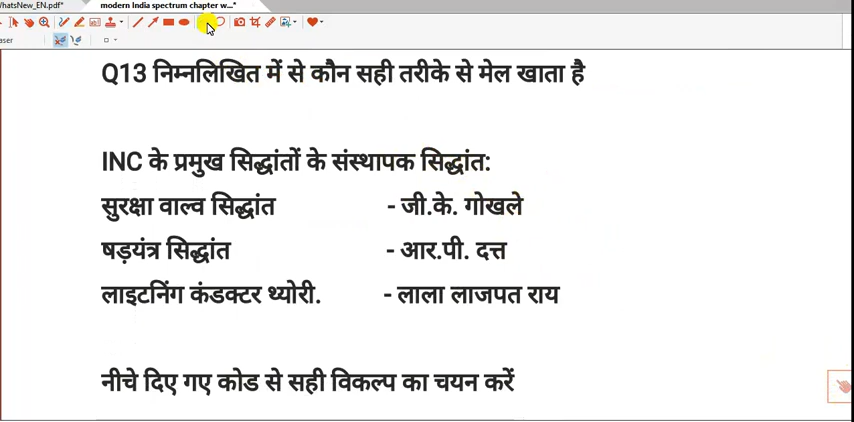 WhatsNew_EN.pdf*
modern India spectrum chapter w...*
aser
Q13 निम्नलिखित में से कौन सही तरीके से मेल खाता है
INC के प्रमुख सिद्धांतों के संस्थापक सिद्धांत:
सुरक्षा वाल्व सिद्धांत - जी.के. गोखले
षड़यंत्र सिद्धांत - आर.पी. दत्त
लाइटनिंग कंडक्टर थ्योरी. - लाला लाजपत राय
नीचे दिए गए कोड से सही विकल्प का चयन करें